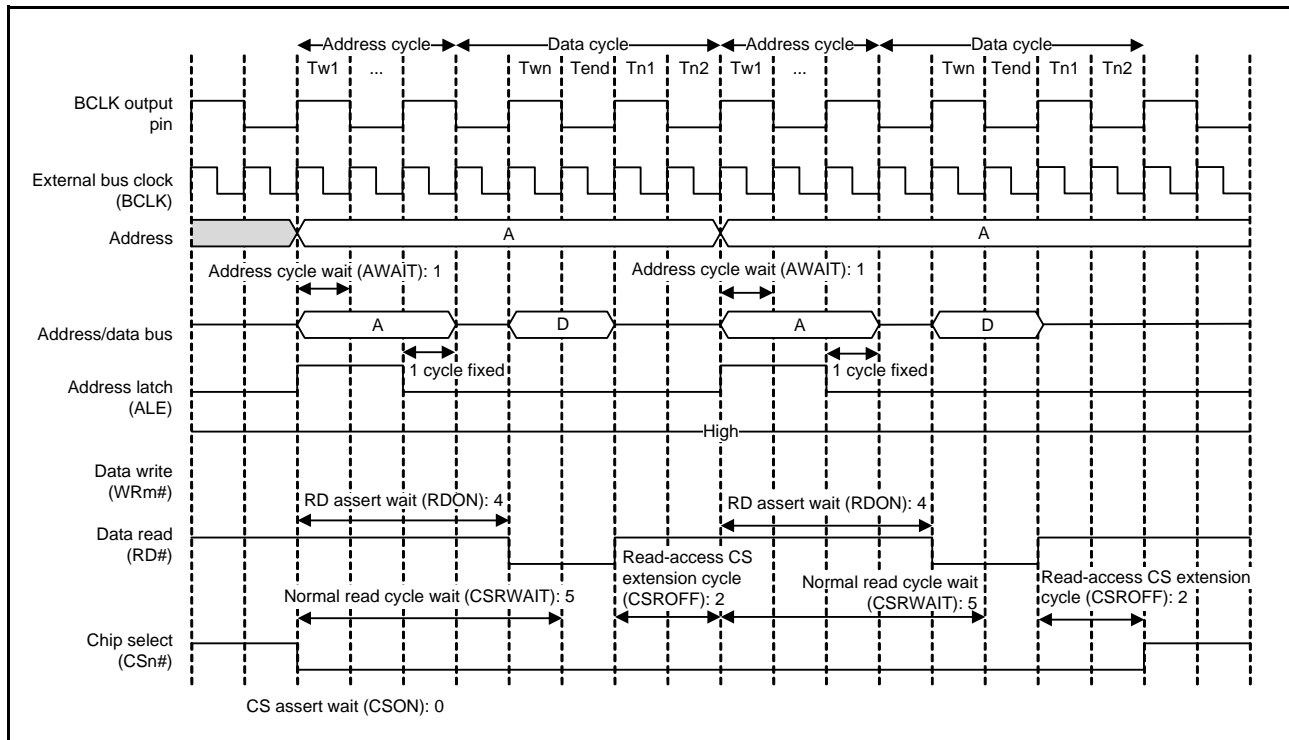 Address cycle Data cycle Address cycle Data cycle
Tw1 ... Twn Tend Tn1 Tn2 Tw1 ... Twn Tend Tn1 Tn2
BCLK output
pin
External bus clock
(BCLK)
Address A A
Address cycle wait (AWAIT): 1 Address cycle wait (AWAIT): 1
Address/data bus A D A D
1 cycle fixed 1 cycle fixed
Address latch
(ALE)
High
Data write
(WRm#)
RD assert wait (RDON): 4 RD assert wait (RDON): 4
Data read
(RD#)
Read-access CS
extension cycle
(CSROFF): 2
Normal read cycle wait (CSRWAIT): 5
Normal read cycle wait
(CSRWAIT): 5
Read-access CS extension
cycle (CSROFF): 2
Chip select
(CSn#)
CS assert wait (CSON): 0